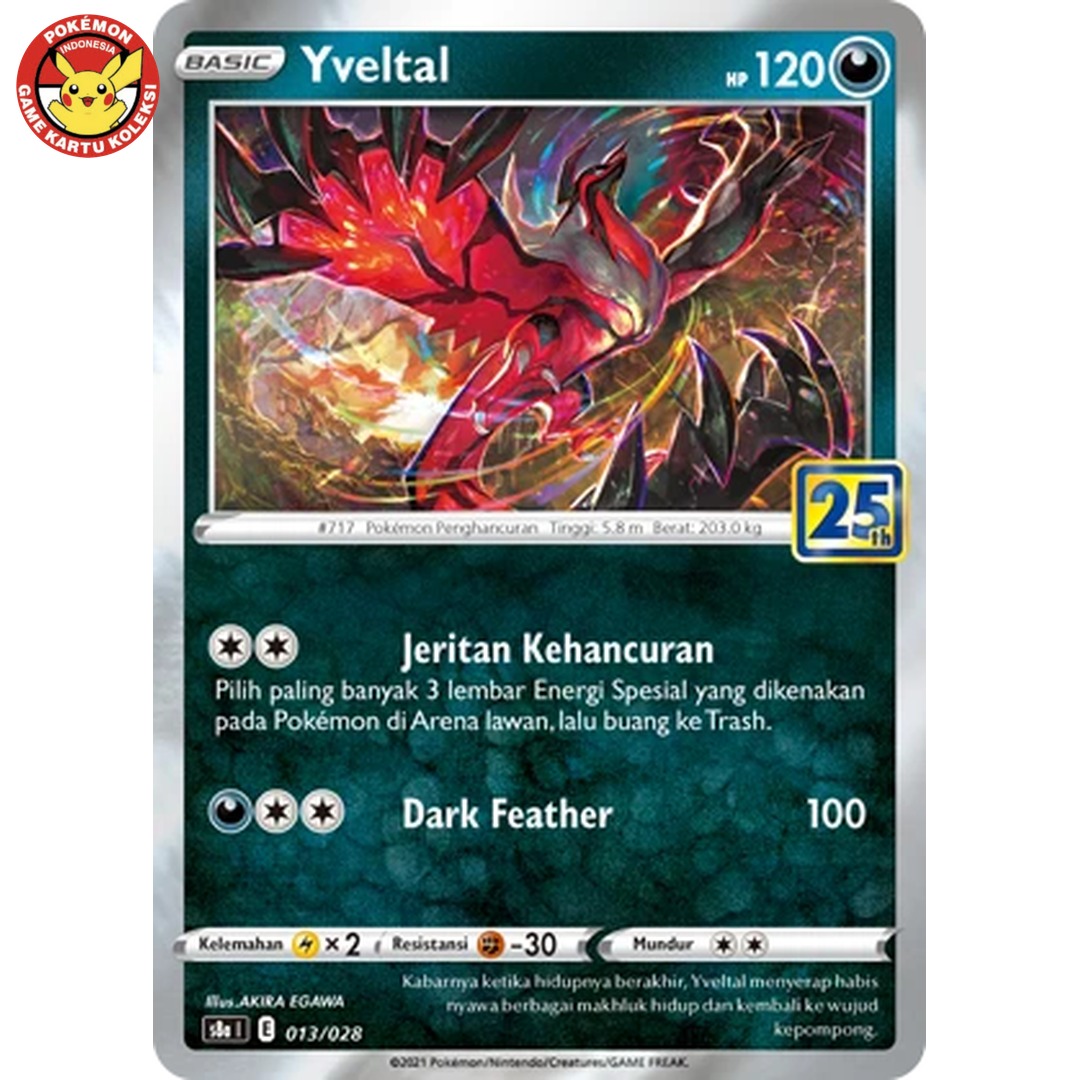 POKÉMON
INDONESIA
GAME KARTU KOLEKSI
BASIC Yveltal HP 120
#717 Pokémon Penghancuran Tinggi: 5.8 m Berat: 203.0 kg
25th
Jeritan Kehancuran
Pilih paling banyak 3 lembar Energi Spesial yang dikenakan
pada Pokémon di Arena lawan, lalu buang ke Trash.
Dark Feather 100
Kelemahan ×2 Resistansi -30 Mundur
Kabarnya ketika hidupnya berakhir, Yveltal menyerap habis
nyawa berbagai makhluk hidup dan kembali ke wujud
kepompong.
Illus. AKIRA EGAWA
s8a I E 013/028
©2021 Pokémon/Nintendo/Creatures/GAME FREAK.